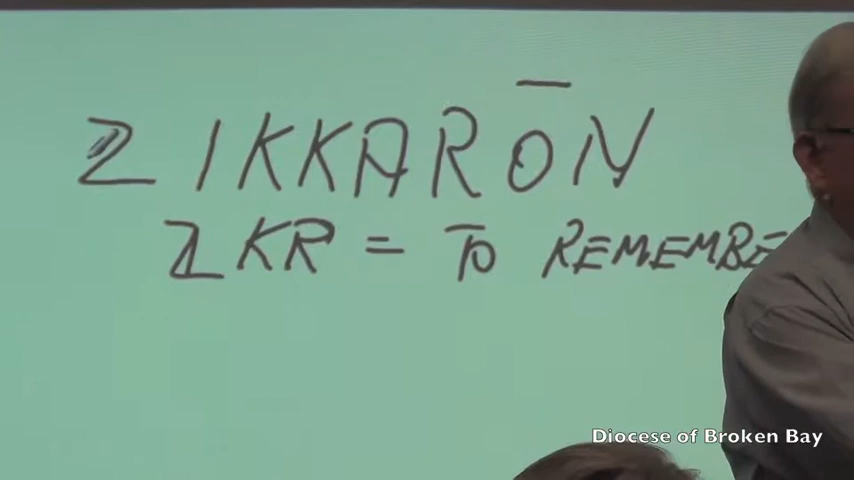 ZIKKARŌN
ZKR = TO REMEMBE
Diocese of Broken Bay